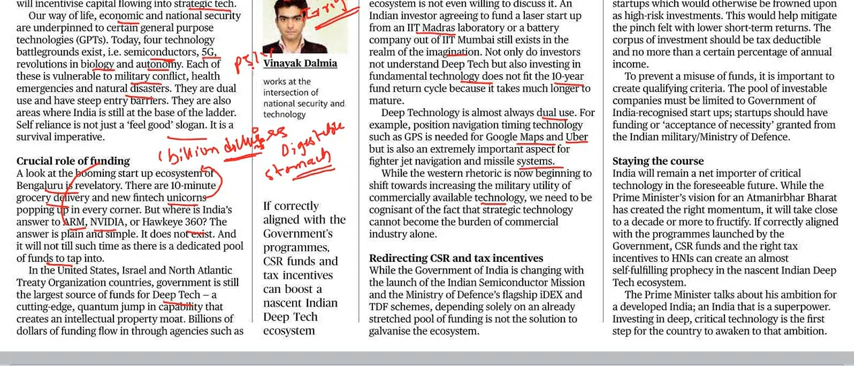 will incentivise capital flowing into strategic tech.
Our way of life, economic and national security
are underpinned to certain general purpose
technologies (GPTs). Today, four technology
battlegrounds exist, i.e. semiconductors, 5G,
revolutions in biology and autonomy. Each of
these is vulnerable to military conflict, health
emergencies and natural disasters. They are dual
use and have steep entry barriers. They are also
areas where India is still at the base of the ladder.
Self reliance is not just a ‘feel good’ slogan. It is a
survival imperative.
Crucial role of funding
A look at the booming start up ecosystem of
Bengaluru is revelatory. There are 10-minute
grocery delivery and new fintech unicorns
popping up in every corner. But where is India’s
answer to ARM, NVIDIA, or Hawkeye 360? The
answer is plain and simple. It does not exist. And
it will not till such time as there is a dedicated pool
of funds to tap into.
In the United States, Israel and North Atlantic
Treaty Organization countries, government is still
the largest source of funds for Deep Tech – a
cutting-edge, quantum jump in capability that
creates an intellectual property moat. Billions of
dollars of funding flow in through agencies such as
Vinayak Dalmia
works at the
intersection of
national security and
technology
1 billion dollars
Digestable
stomach
If correctly
aligned with the
Government’s
programmes,
CSR funds and
tax incentives
can boost a
nascent Indian
Deep Tech
ecosystem
ecosystem is not even willing to discuss it. An
Indian investor agreeing to fund a laser start up
from an IIT Madras laboratory or a battery
company out of IIT Mumbai still exists in the
realm of the imagination. Not only do investors
not understand Deep Tech but also investing in
fundamental technology does not fit the 10-year
fund return cycle because it takes much longer to
mature.
Deep Technology is almost always dual use. For
example, position navigation timing technology
such as GPS is needed for Google Maps and Uber
but is also an extremely important aspect for
fighter jet navigation and missile systems.
While the western rhetoric is now beginning to
shift towards increasing the military utility of
commercially available technology, we need to be
cognisant of the fact that strategic technology
cannot become the burden of commercial
industry alone.
Redirecting CSR and tax incentives
While the Government of India is changing with
the launch of the Indian Semiconductor Mission
and the Ministry of Defence’s flagship iDEX and
TDF schemes, depending solely on an already
stretched pool of funding is not the solution to
galvanise the ecosystem.
startups which would otherwise be frowned upon
as high-risk investments. This would help mitigate
the pinch felt with lower short-term returns. The
corpus of investment should be tax deductible
and no more than a certain percentage of annual
income.
To prevent a misuse of funds, it is important to
create qualifying criteria. The pool of investable
companies must be limited to Government of
India-recognised start ups; startups should have
funding or ‘acceptance of necessity’ granted from
the Indian military/Ministry of Defence.
Staying the course
India will remain a net importer of critical
technology in the foreseeable future. While the
Prime Minister’s vision for an Atmanirbhar Bharat
has created the right momentum, it will take close
to a decade or more to fructify. If correctly aligned
with the programmes launched by the
Government, CSR funds and the right tax
incentives to HNIs can create an almost
self-fulfilling prophecy in the nascent Indian Deep
Tech ecosystem.
The Prime Minister talks about his ambition for
a developed India; an India that is a superpower.
Investing in deep, critical technology is the first
step for the country to awaken to that ambition.